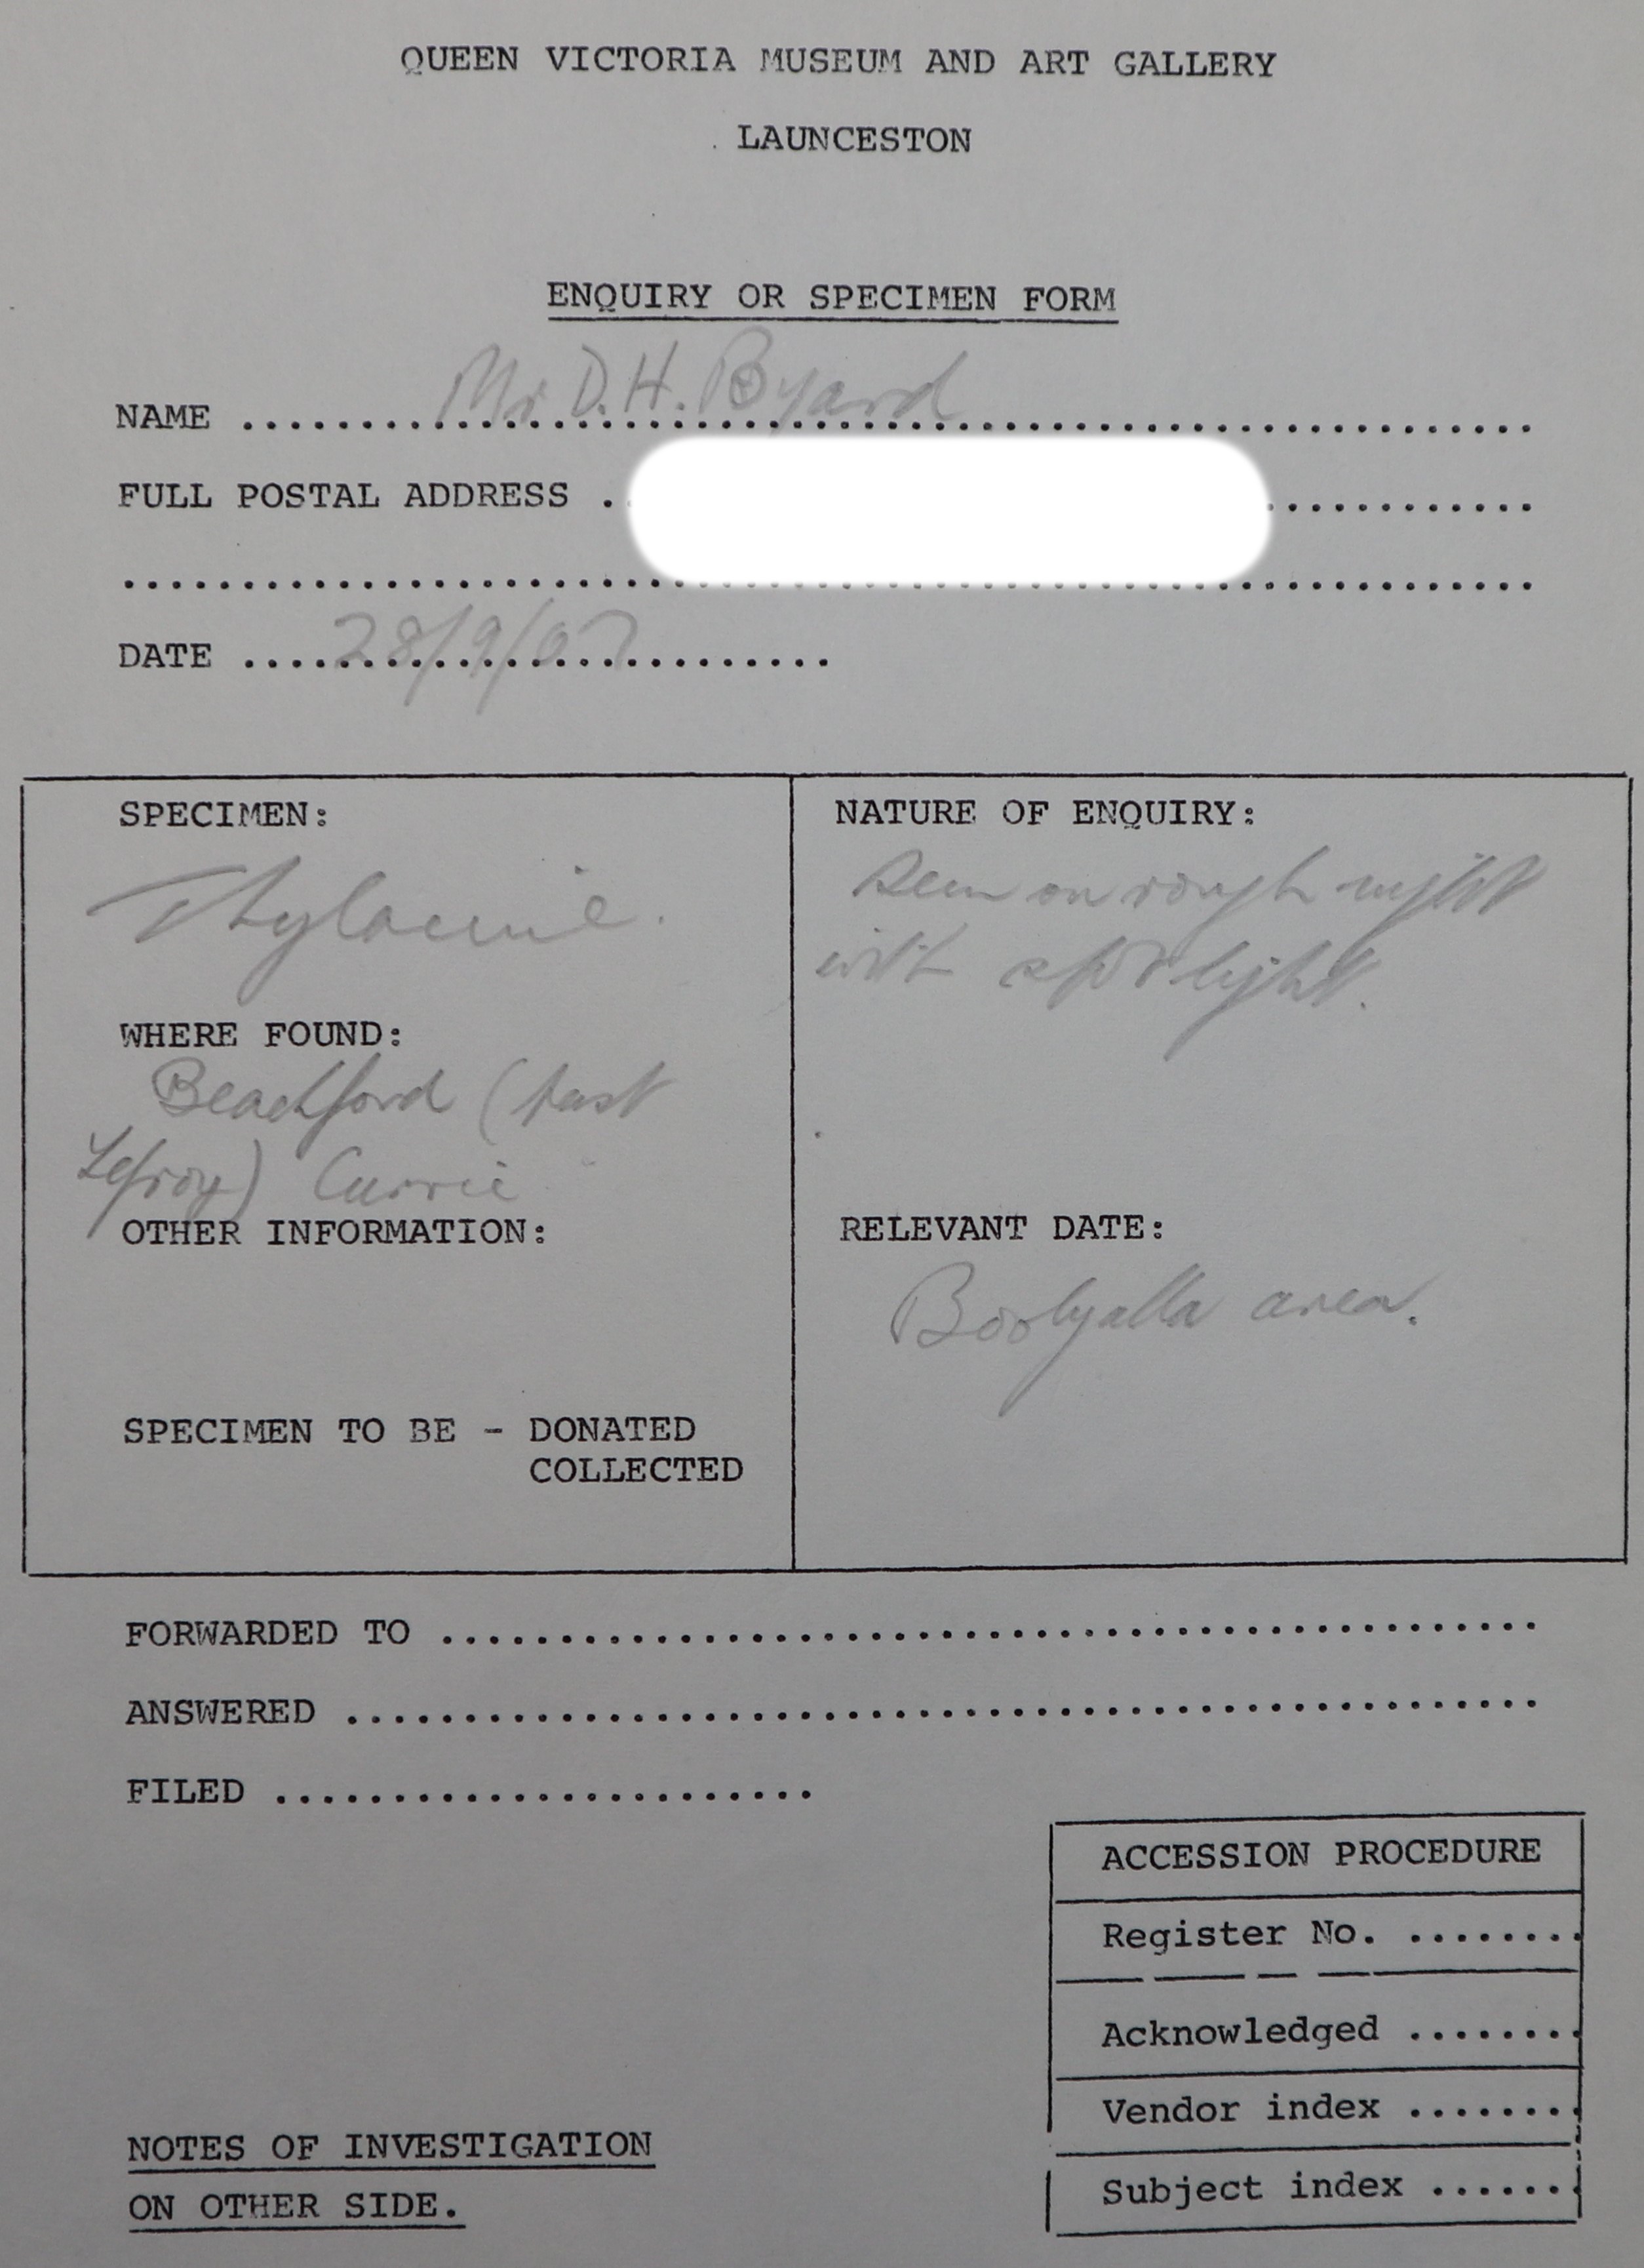 QUEEN VICTORIA MUSEUM AND ART GALLERY
LAUNCESTON
ENQUIRY OR SPECIMEN FORM
NAME Mr D.H. Byard
FULL POSTAL ADDRESS
DATE 28/9/
SPECIMEN:
Thylacine.
WHERE FOUND:
Beachford (past
Lefroy) Currie
OTHER INFORMATION:
SPECIMEN TO BE - DONATED
COLLECTED
NATURE OF ENQUIRY:
Seen on rough night
with spotlight.
RELEVANT DATE:
Boobyalla area.
FORWARDED TO
ANSWERED
FILED
ACCESSION PROCEDURE
Register No.
Acknowledged
Vendor index
Subject index
NOTES OF INVESTIGATION
ON OTHER SIDE.